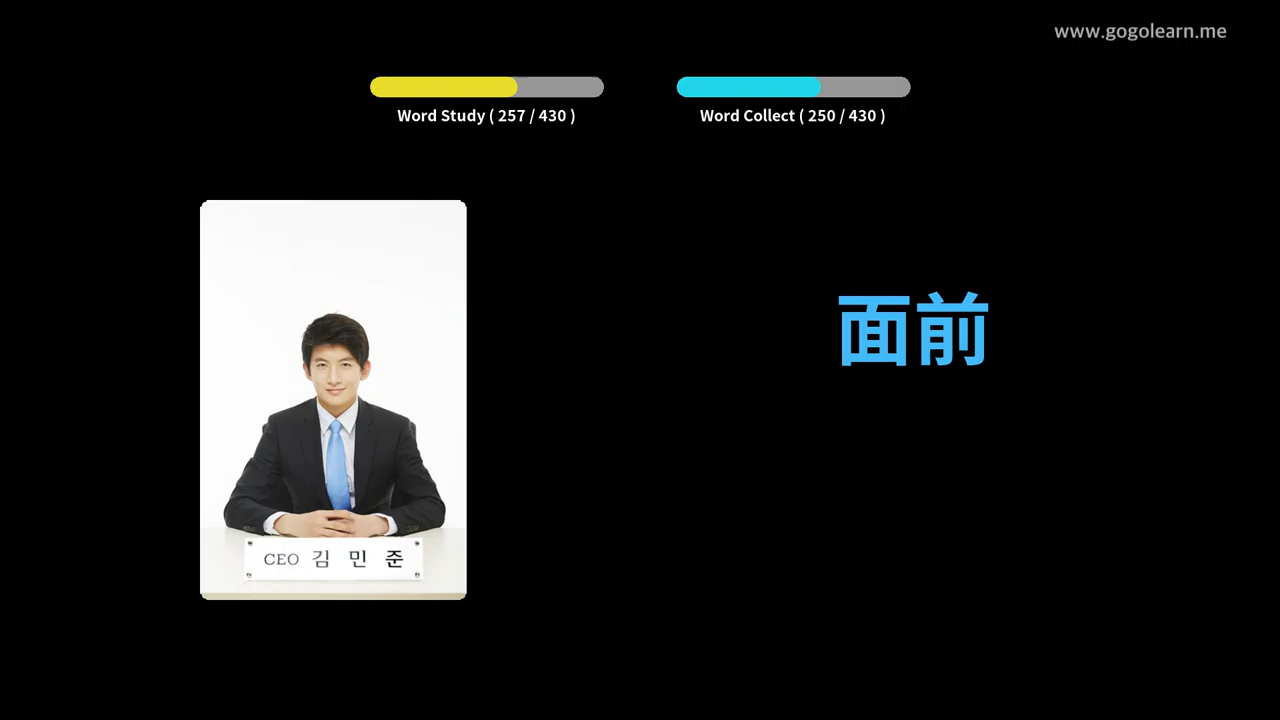 www.gogolearn.me
Word Study ( 257 / 430 )
Word Collect ( 250 / 430 )
面前
CEO 김 민 준